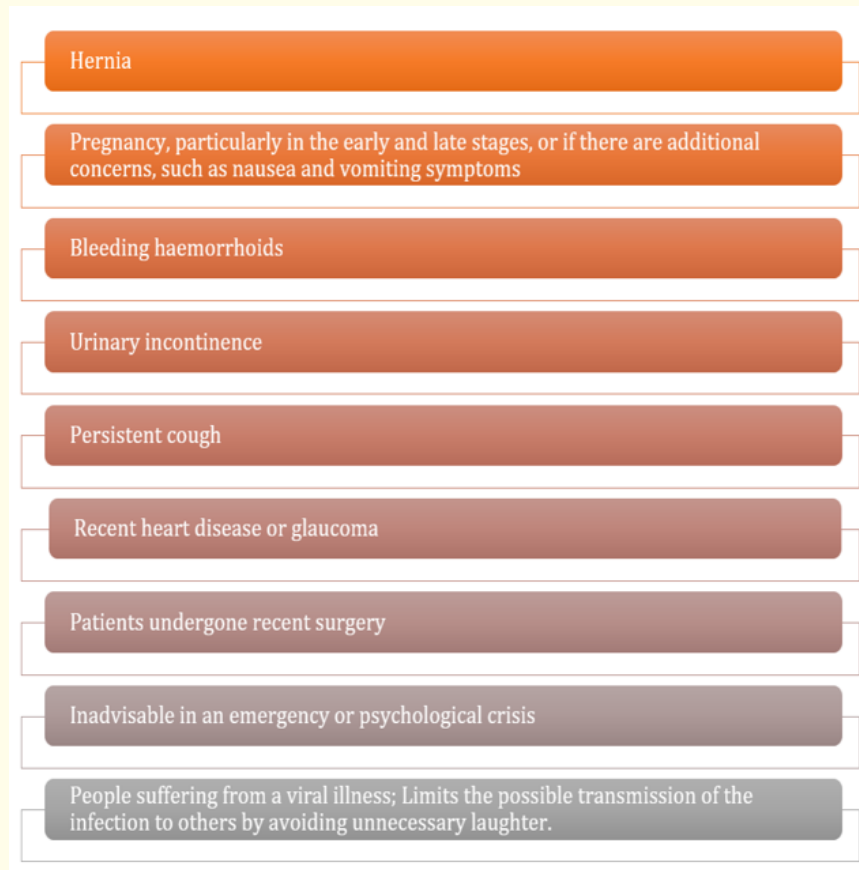 Hernia
Pregnancy, particularly in the early and late stages, or if there are additional
concerns, such as nausea and vomiting symptoms
Bleeding haemorrhoids
Urinary incontinence
Persistent cough
Recent heart disease or glaucoma
Patients undergone recent surgery
Inadvisable in an emergency or psychological crisis
People suffering from a viral illness; Limits the possible transmission of the
infection to others by avoiding unnecessary laughter.